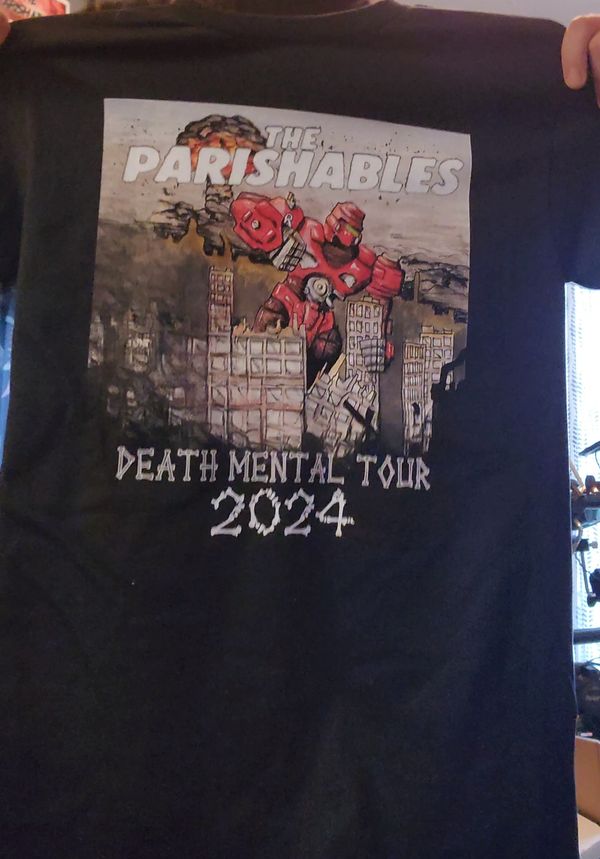 THE
PARISHABLES
DEATH MENTAL TOUR
2024